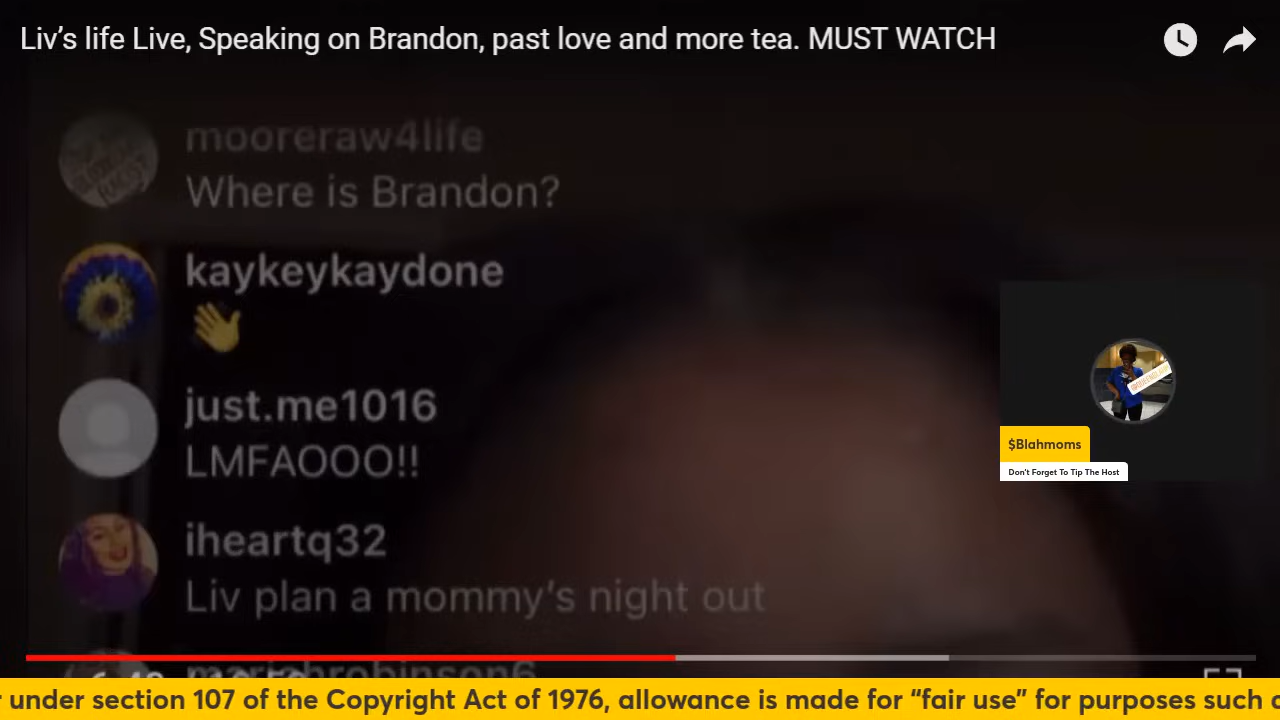 Liv’s life Live, Speaking on Brandon, past love and more tea. MUST WATCH
mooreraw4life
Where is Brandon?
kaykeykaydone
just.me1016
LMFAOOO!!
iheartq32
Liv plan a mommy’s night out
mariahrobinson6
$Blahmoms
Don't Forget To Tip The Host
under section 107 of the Copyright Act of 1976, allowance is made for “fair use” for purposes such